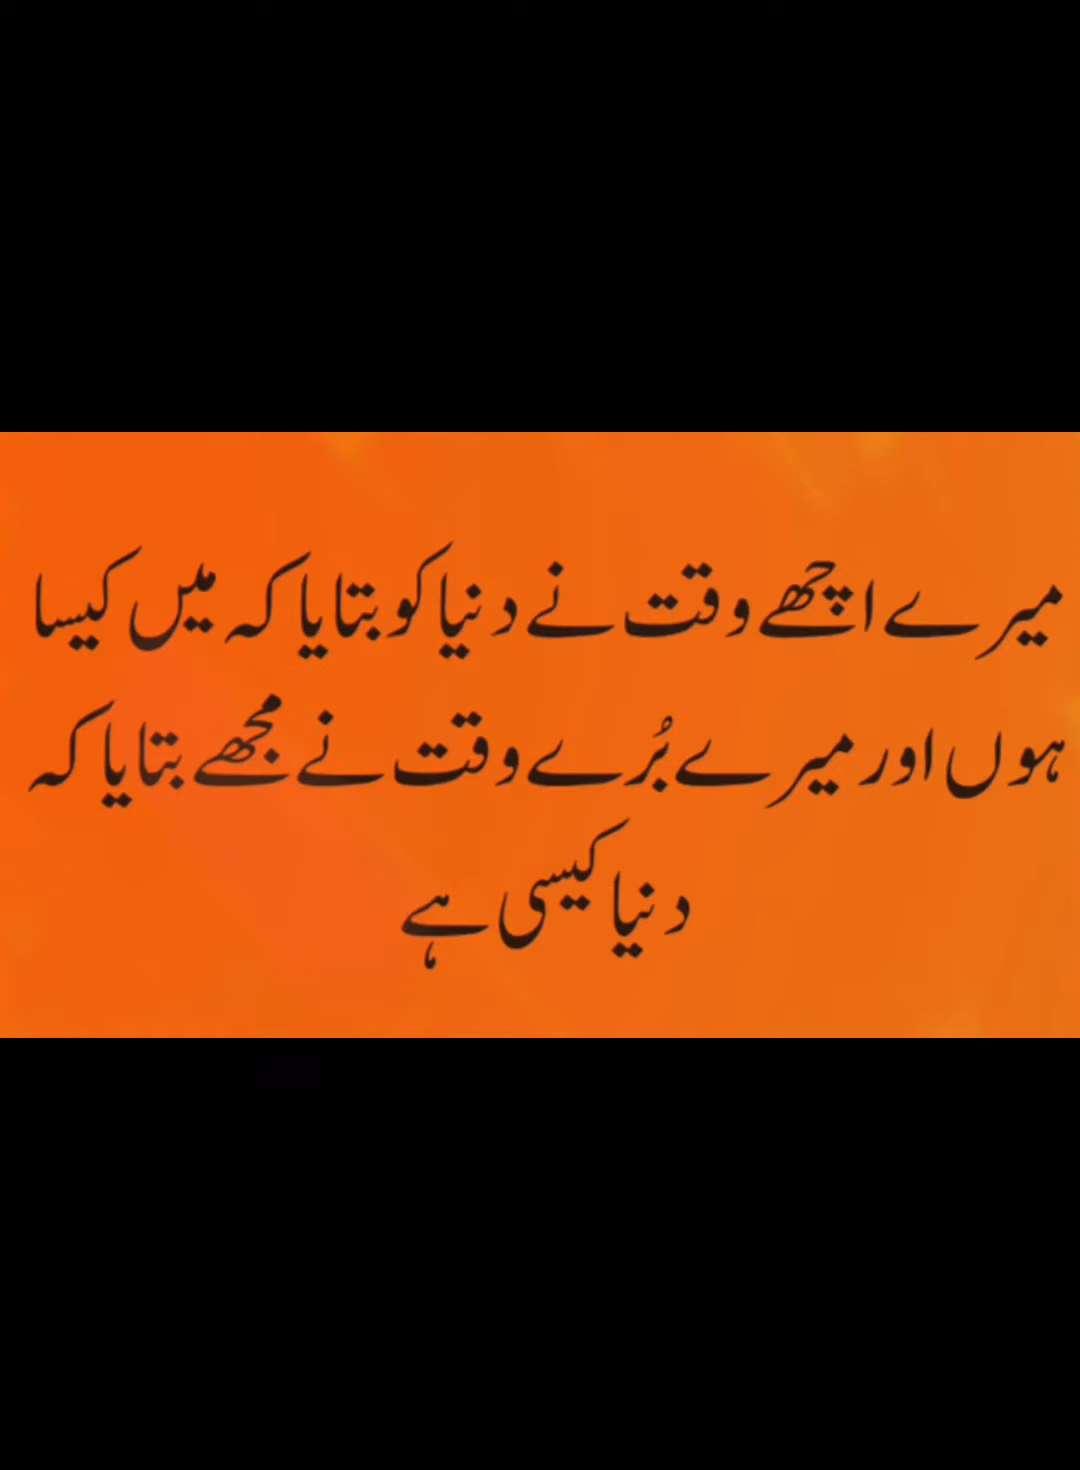 میرے اچھے وقت نے دنیا کو بتایا کہ میں کیسا
ہوں اور میرے بُرے وقت نے مجھے بتایا کہ
دنیا کیسی ہے